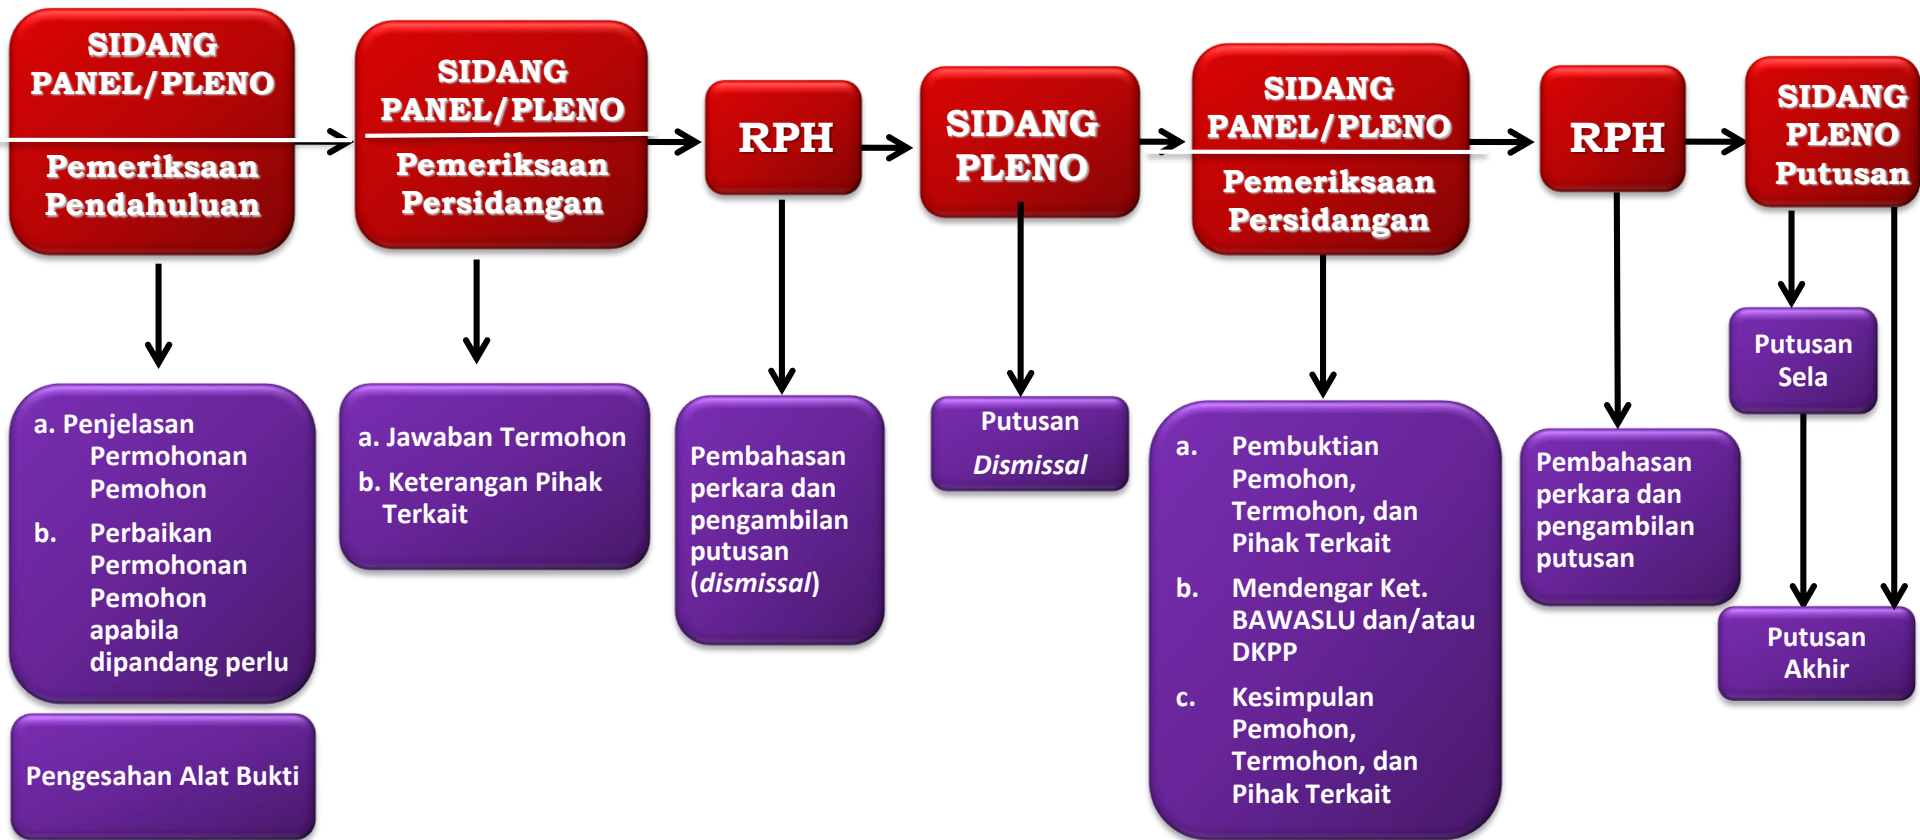 SIDANG
PANEL/PLENO
Pemeriksaan
Pendahuluan
SIDANG
PANEL/PLENO
Pemeriksaan
Persidangan
RPH
SIDANG
PLENO
SIDANG
PANEL/PLENO
Pemeriksaan
Persidangan
RPH
SIDANG
PLENO
Putusan
a. Penjelasan
Permohonan
Pemohon
b. Perbaikan
Permohonan
Pemohon
apabila
dipandang perlu
Pengesahan Alat Bukti
a. Jawaban Termohon
b. Keterangan Pihak
Terkait
Pembahasan
perkara dan
pengambilan
putusan
(dismissal)
Putusan
Dismissal
a. Pembuktian
Pemohon,
Termohon, dan
Pihak Terkait
b. Mendengar Ket.
BAWASLU dan/atau
DKPP
c. Kesimpulan
Pemohon,
Termohon, dan
Pihak Terkait
Pembahasan
perkara dan
pengambilan
putusan
Putusan
Sela
Putusan
Akhir